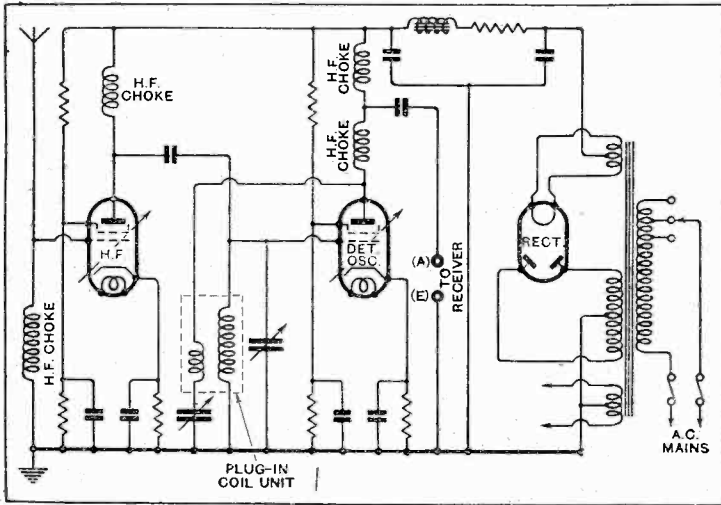 H.F.
CHOKE
H.F.
CHOKE
H.F.
CHOKE
H.F
DET.
OSC.
RECT.
(A)
(E)
TO
RECEIVER
H.F. CHOKE
PLUG-IN
COIL UNIT
A.C.
MAINS